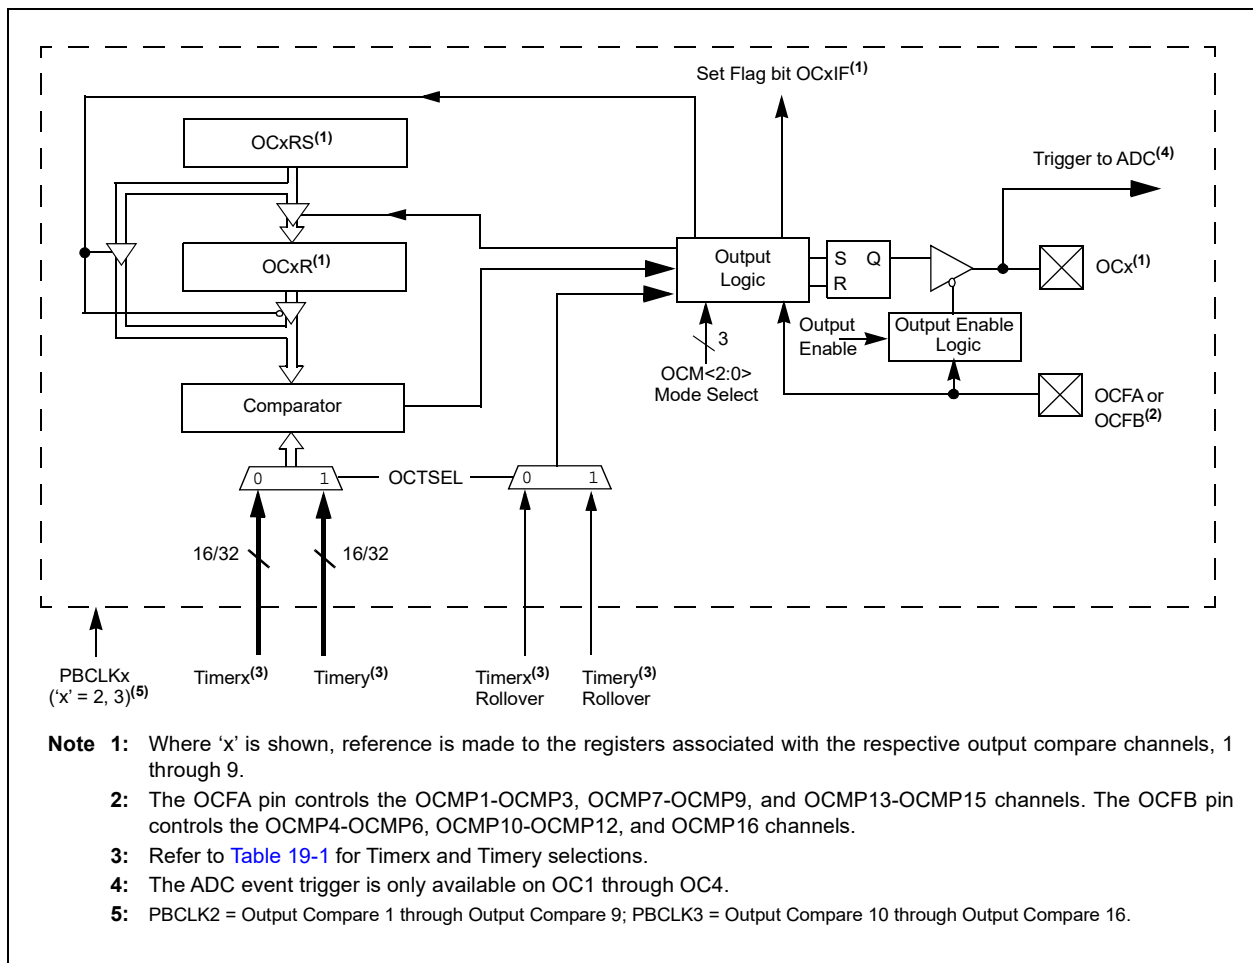 Set Flag bit OCxIF(1)
OCxRS(1)
Trigger to ADC(4)
OCxR(1)
Output
Logic
S Q
R
OCx(1)
3
Output
Enable
Output Enable
Logic
OCM<2:0>
Mode Select
OCFA or
OCFB(2)
Comparator
0 1
OCTSEL
0 1
16/32
16/32
PBCLKx
(‘x’ = 2, 3)(5)
Timerx(3)
Timery(3)
Timerx(3)
Rollover
Timery(3)
Rollover
Note 1: Where ‘x’ is shown, reference is made to the registers associated with the respective output compare channels, 1
through 9.
2: The OCFA pin controls the OCMP1-OCMP3, OCMP7-OCMP9, and OCMP13-OCMP15 channels. The OCFB pin
controls the OCMP4-OCMP6, OCMP10-OCMP12, and OCMP16 channels.
3: Refer to Table 19-1 for Timerx and Timery selections.
4: The ADC event trigger is only available on OC1 through OC4.
5: PBCLK2 = Output Compare 1 through Output Compare 9; PBCLK3 = Output Compare 10 through Output Compare 16.